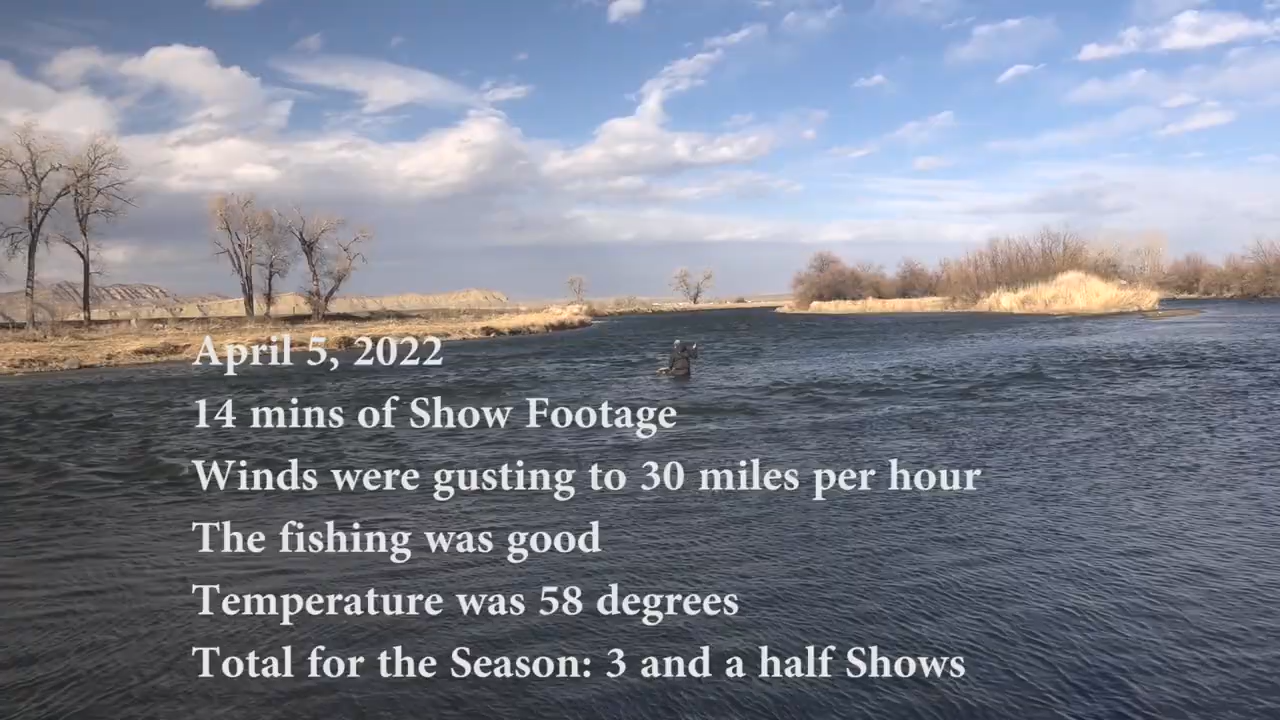 April 5, 2022
14 mins of Show Footage
Winds were gusting to 30 miles per hour
The fishing was good
Temperature was 58 degrees
Total for the Season: 3 and a half Shows